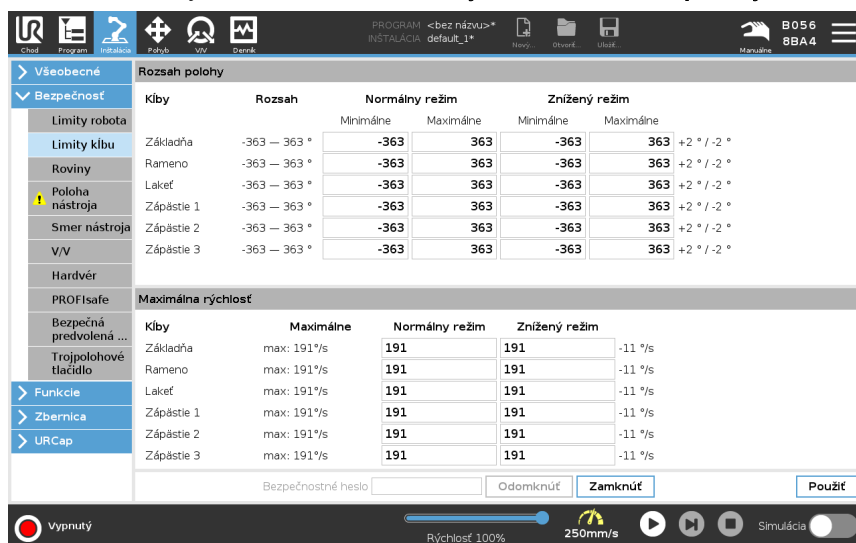 PROGRAM <bez názvu>*
INŠTALÁCIA default_1*
Chod Program Inštalácia Pohyb V/V Denník Nový... Otvoriť... Uložiť... Manuálne
B056
8BA4
Všeobecné
Bezpečnosť
Limity robota
Limity kĺbu
Roviny
Poloha
nástroja
Smer nástroja
V/V
Hardvér
PROFIsafe
Bezpečná
predvolená ...
Trojpolohové
tlačidlo
Funkcie
Zbernica
URCap
Rozsah polohy
Kĺby Rozsah Normálny režim Znížený režim
Minimálne Maximálne Minimálne Maximálne
Základňa -363 — 363 ° -363 363 -363 363 +2 ° / -2 °
Rameno -363 — 363 ° -363 363 -363 363 +2 ° / -2 °
Lakeť -363 — 363 ° -363 363 -363 363 +2 ° / -2 °
Zápästie 1 -363 — 363 ° -363 363 -363 363 +2 ° / -2 °
Zápästie 2 -363 — 363 ° -363 363 -363 363 +2 ° / -2 °
Zápästie 3 -363 — 363 ° -363 363 -363 363 +2 ° / -2 °
Maximálna rýchlosť
Kĺby Maximálne Normálny režim Znížený režim
Základňa max: 191°/s 191 191 -11 °/s
Rameno max: 191°/s 191 191 -11 °/s
Lakeť max: 191°/s 191 191 -11 °/s
Zápästie 1 max: 191°/s 191 191 -11 °/s
Zápästie 2 max: 191°/s 191 191 -11 °/s
Zápästie 3 max: 191°/s 191 191 -11 °/s
Bezpečnostné heslo Odomknúť Zamknúť Použiť
Vypnutý Rýchlosť 100% 250mm/s Simulácia